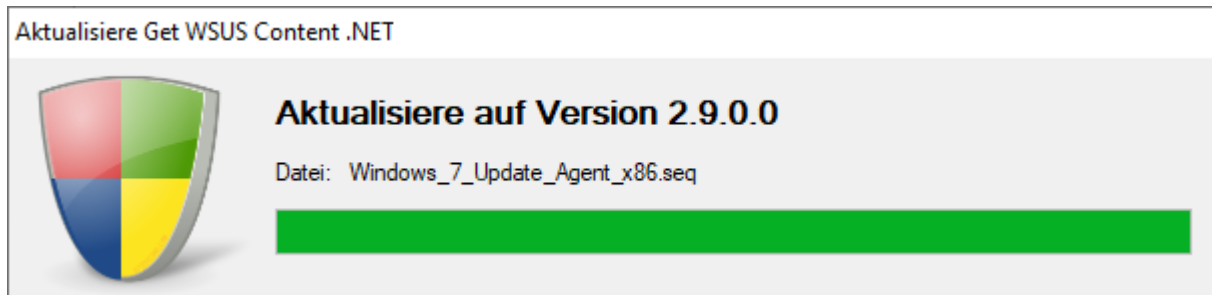 Aktualisiere Get WSUS Content .NET
Aktualisiere auf Version 2.9.0.0
Datei: Windows_7_Update_Agent_x86.seq